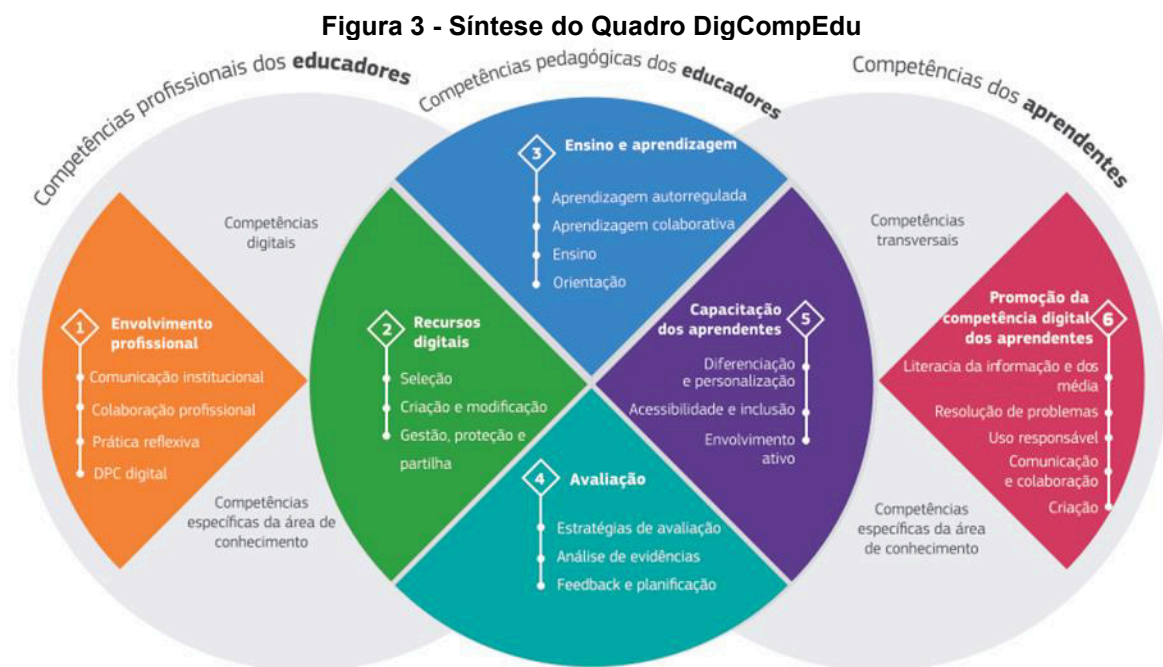 Figura 3 - Síntese do Quadro DigCompEdu
Competências profissionais dos educadores
Competências pedagógicas dos educadores
Competências dos aprendentes
Competências
digitais
Competências
transversais
1
Envolvimento
profissional
Comunicação institucional
Colaboração profissional
Prática reflexiva
DPC digital
2
Recursos
digitais
Seleção
Criação e modificação
Gestão, proteção e
partilha
3
Ensino e aprendizagem
Aprendizagem autorregulada
Aprendizagem colaborativa
Ensino
Orientação
4
Avaliação
Estratégias de avaliação
Análise de evidências
Feedback e planificação
Capacitação
dos aprendentes
5
Diferenciação
e personalização
Acessibilidade e inclusão
Envolvimento
ativo
Promoção da
competência digital
dos aprendentes
6
Literacia da informação e dos
média
Resolução de problemas
Uso responsável
Comunicação
e colaboração
Criação
Competências
específicas da área de
conhecimento
Competências
específicas da área
de conhecimento